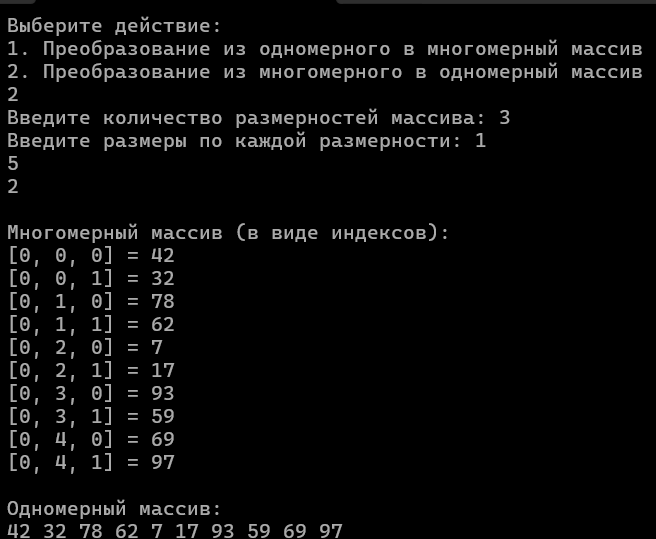 Выберите действие:
1. Преобразование из одномерного в многомерный массив
2. Преобразование из многомерного в одномерный массив
2
Введите количество размерностей массива: 3
Введите размеры по каждой размерности: 1
5
2
Многомерный массив (в виде индексов):
[0, 0, 0] = 42
[0, 0, 1] = 32
[0, 1, 0] = 78
[0, 1, 1] = 62
[0, 2, 0] = 7
[0, 2, 1] = 17
[0, 3, 0] = 93
[0, 3, 1] = 59
[0, 4, 0] = 69
[0, 4, 1] = 97
Одномерный массив:
42 32 78 62 7 17 93 59 69 97